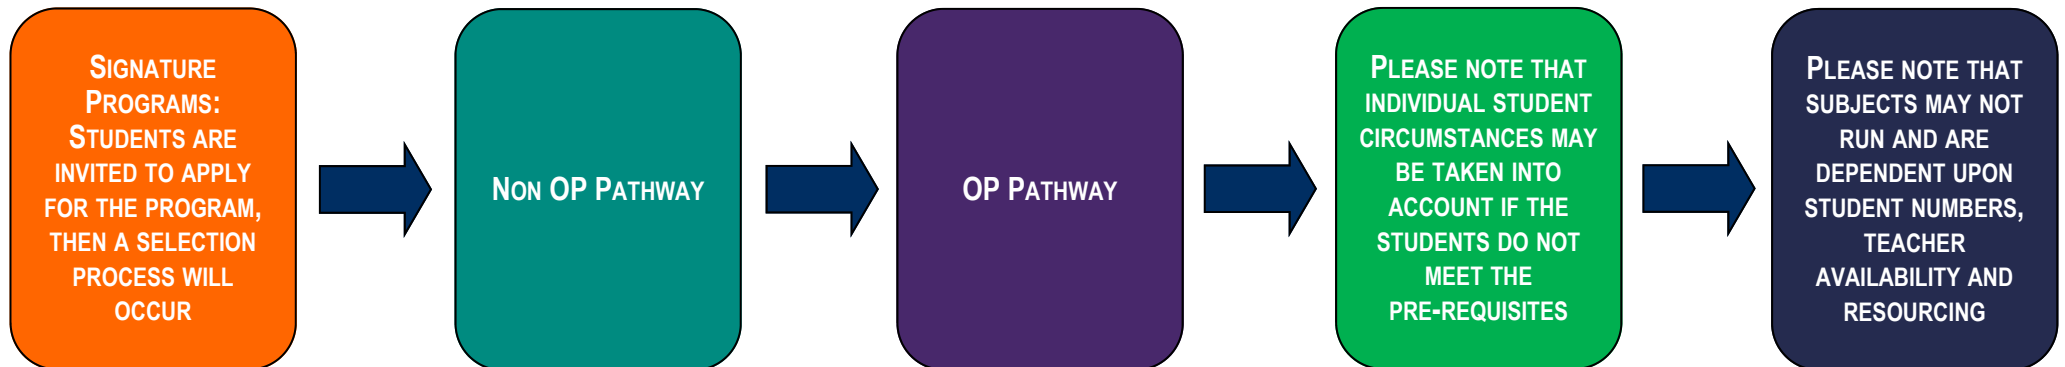 SIGNATURE
PROGRAMS:
STUDENTS ARE
INVITED TO APPLY
FOR THE PROGRAM,
THEN A SELECTION
PROCESS WILL
OCCUR
NON OP PATHWAY
OP PATHWAY
PLEASE NOTE THAT
INDIVIDUAL STUDENT
CIRCUMSTANCES MAY
BE TAKEN INTO
ACCOUNT IF THE
STUDENTS DO NOT
MEET THE
PRE-REQUISITES
PLEASE NOTE THAT
SUBJECTS MAY NOT
RUN AND ARE
DEPENDENT UPON
STUDENT NUMBERS,
TEACHER
AVAILABILITY AND
RESOURCING